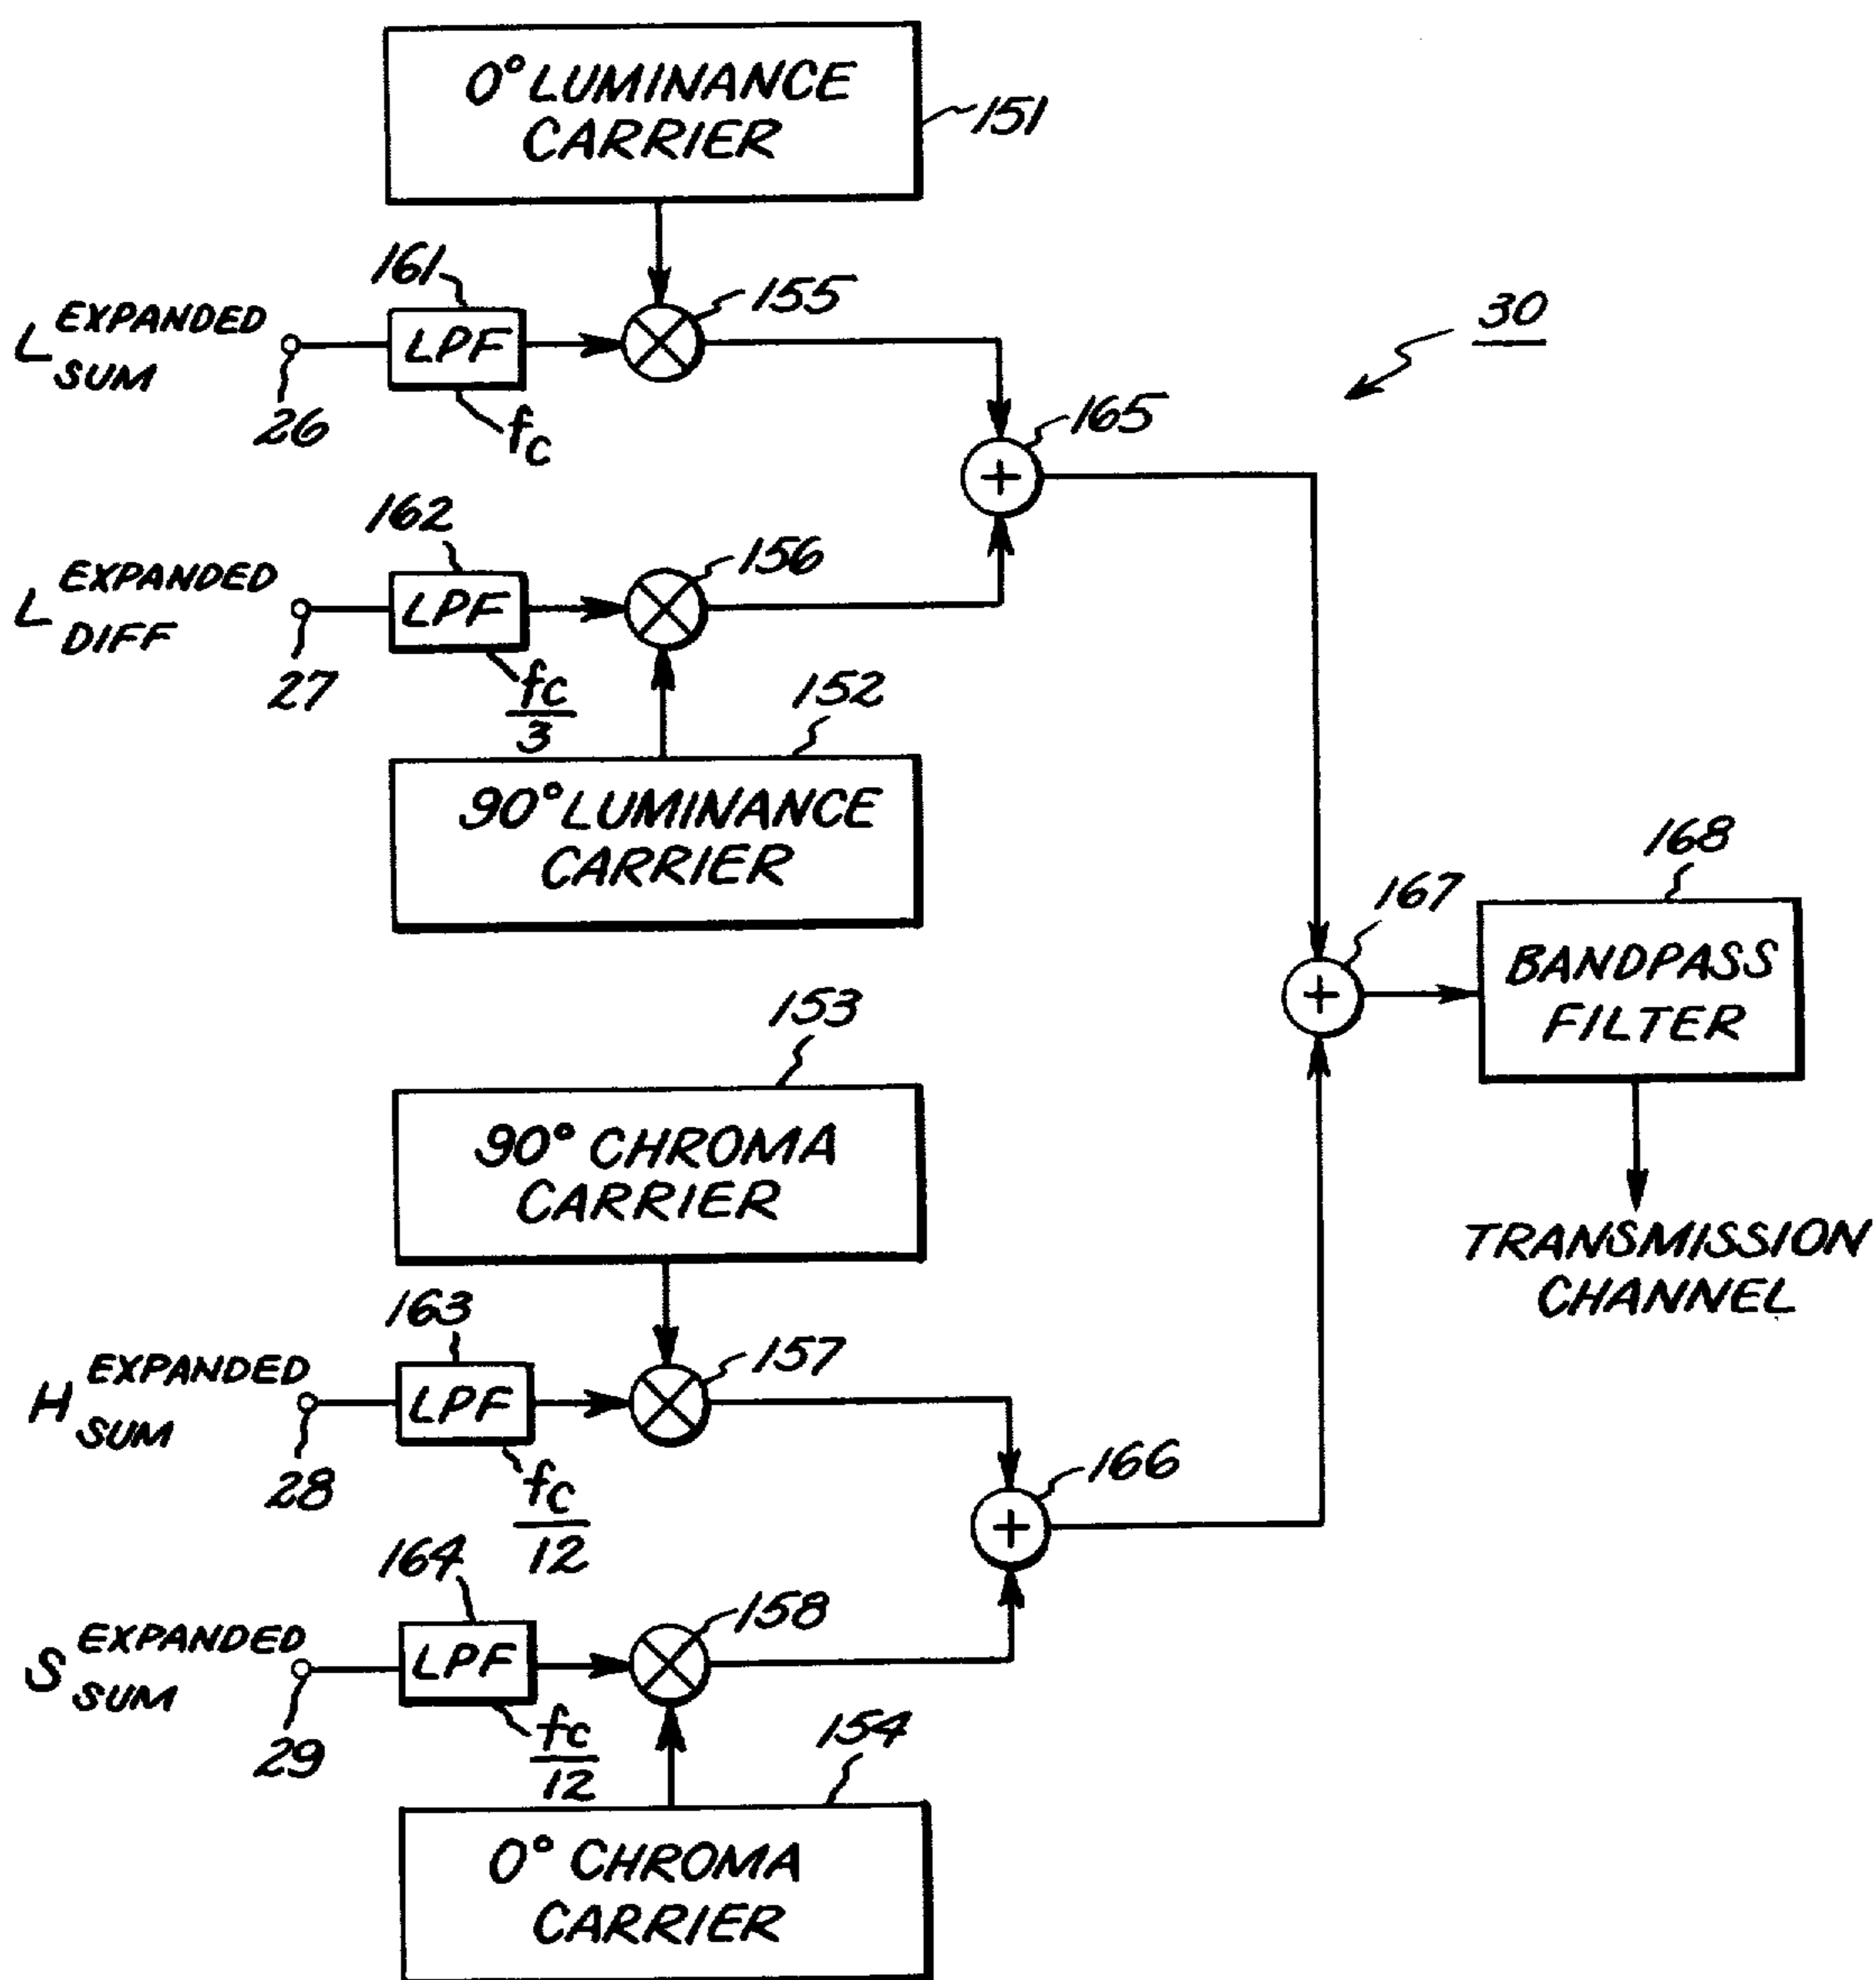 0° LUMINANCE
CARRIER
151
161
155
L EXPANDED
SUM
LPF
26
fc
30
165
162
156
L EXPANDED
DIFF
LPF
27
fc
3
152
90° LUMINANCE
CARRIER
168
167
BANDPASS
FILTER
153
90° CHROMA
CARRIER
TRANSMISSION
CHANNEL
163
157
H EXPANDED
SUM
LPF
28
fc
12
166
164
158
S EXPANDED
SUM
LPF
29
fc
12
154
0° CHROMA
CARRIER